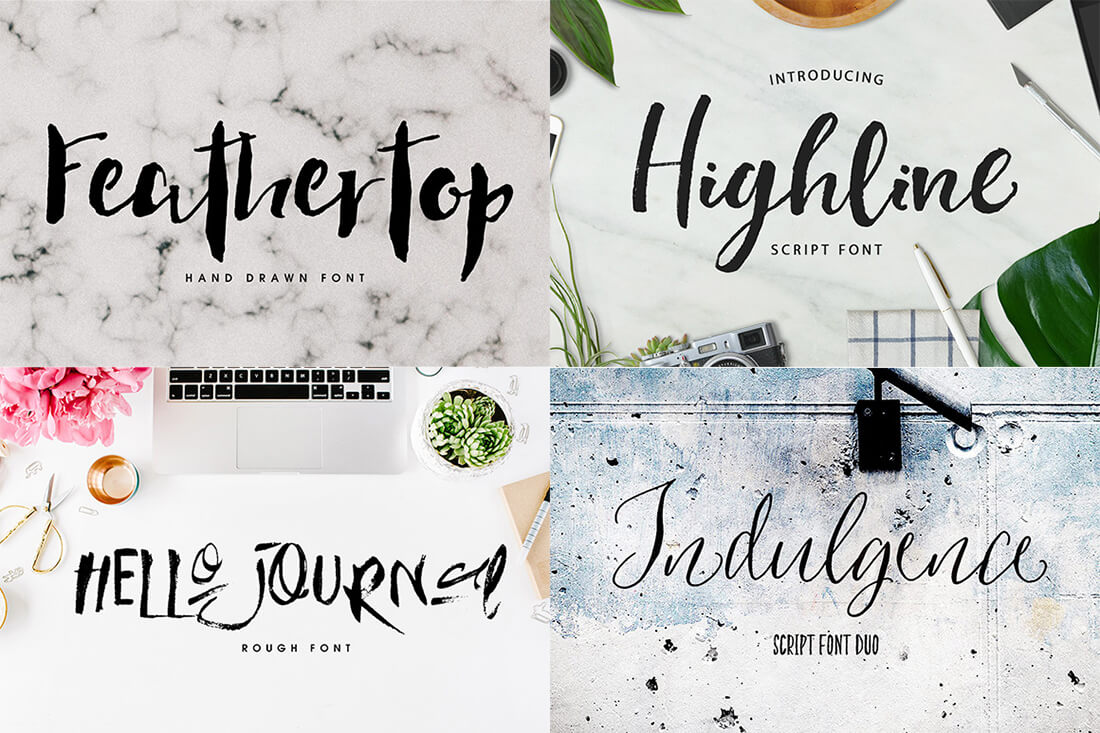 FeatherTop
HAND DRAWN FONT
INTRODUCING
Highline
SCRIPT FONT
HELLO JOURNAL
ROUGH FONT
Indulgence
SCRIPT FONT DUO